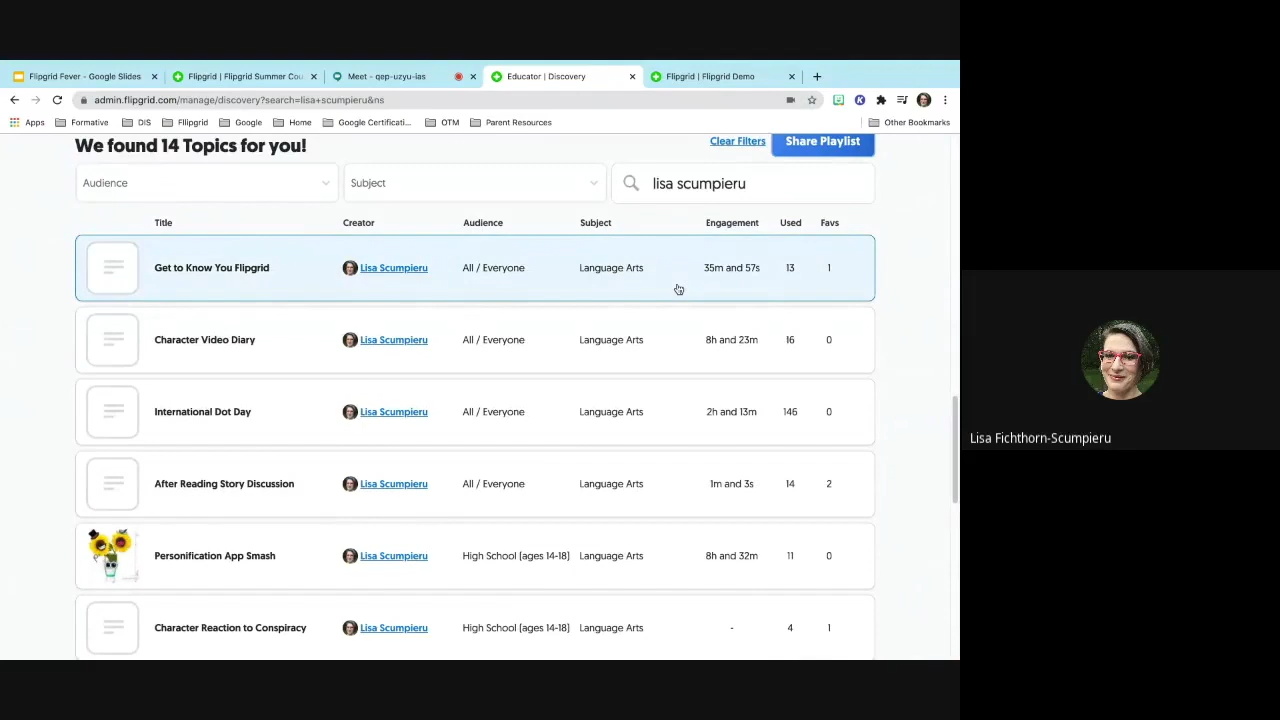 Flipgrid Fever - Google Slides
Flipgrid | Flipgrid Summer Cou
Meet - qep-uzyu-ias
Educator | Discovery
Flipgrid | Flipgrid Demo
admin.flipgrid.com/manage/discovery?search=lisa+scumpieru&ns
Apps Formative DIS Flipgrid Google Home Google Certificati... OTM Parent Resources Other Bookmarks
We found 14 Topics for you!
Clear Filters
Share Playlist
Audience
Subject
lisa scumpieru
Title Creator Audience Subject Engagement Used Favs
Get to Know You Flipgrid Lisa Scumpieru All / Everyone Language Arts 35m and 57s 13 1
Character Video Diary Lisa Scumpieru All / Everyone Language Arts 8h and 23m 16 0
International Dot Day Lisa Scumpieru All / Everyone Language Arts 2h and 13m 146 0
After Reading Story Discussion Lisa Scumpieru All / Everyone Language Arts 1m and 3s 14 2
Personification App Smash Lisa Scumpieru High School (ages 14-18) Language Arts 8h and 32m 11 0
Character Reaction to Conspiracy Lisa Scumpieru High School (ages 14-18) Language Arts - 4 1
Lisa Fichthorn-Scumpieru